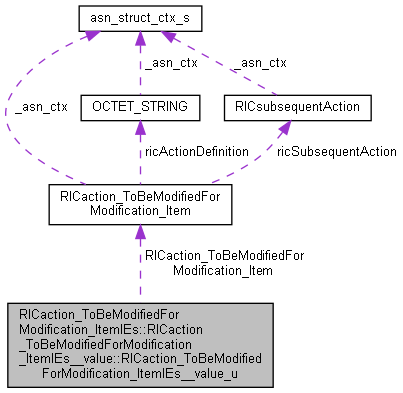 asn_struct_ctx_s
_asn_ctx
_asn_ctx
_asn_ctx
OCTET_STRING
RICsubsequentAction
ricActionDefinition
ricSubsequentAction
RICaction_ToBeModifiedFor
Modification_Item
RICaction_ToBeModifiedFor
Modification_Item
RICaction_ToBeModifiedFor
Modification_ItemIEs::RICaction
_ToBeModifiedForModification
_ItemIEs__value::RICaction_ToBeModified
ForModification_ItemIEs__value_u